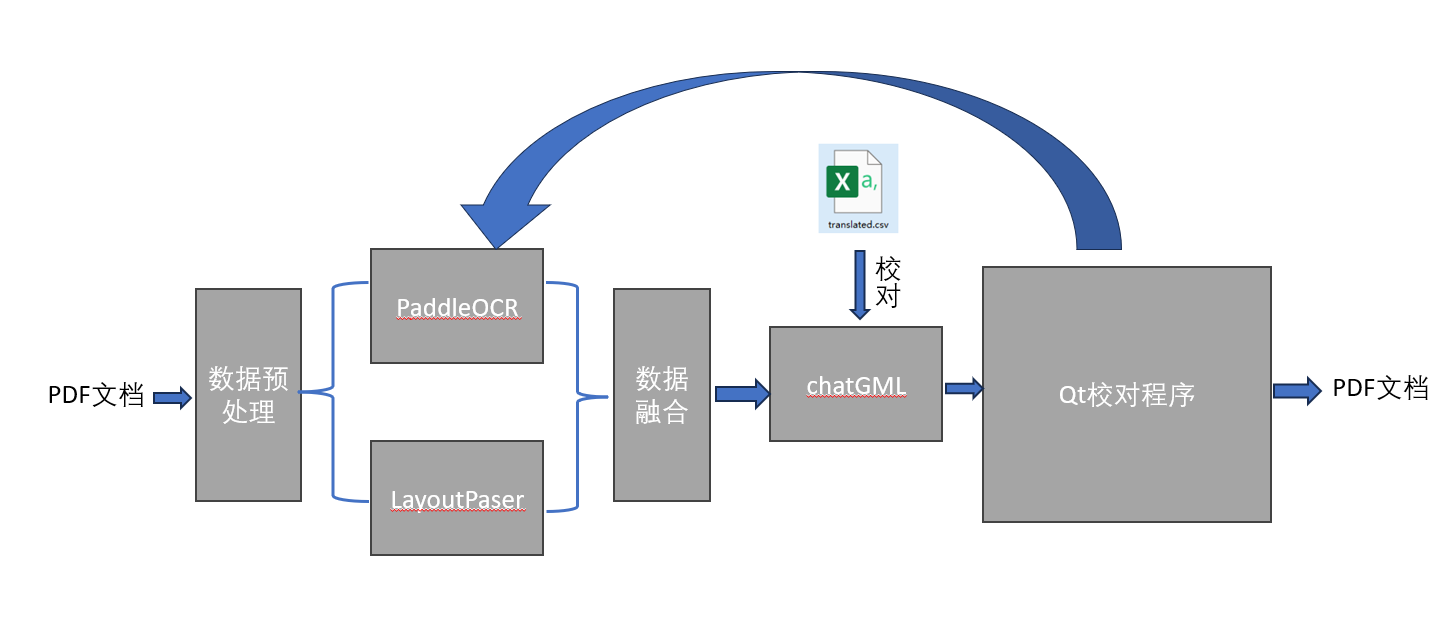 a,
translated.csv
校
对
PaddleOCR
PDF文档
数据预
处理
LayoutPaser
数据
融合
chatGML
Qt校对程序
PDF文档